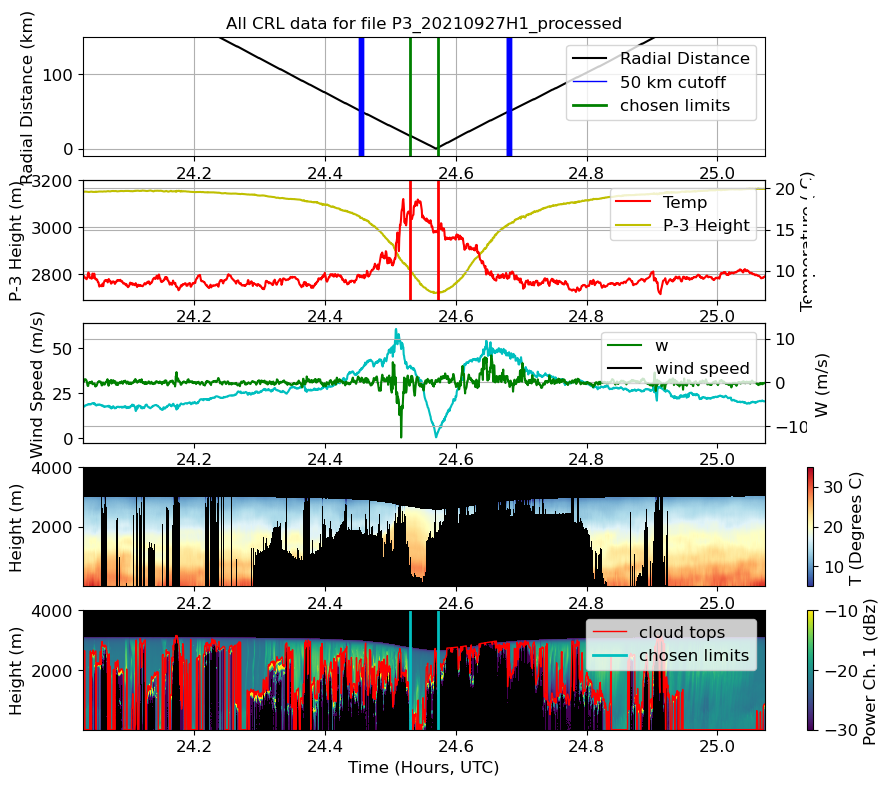 All CRL data for file P3_20210927H1_processed
Radial Distance (km)
100
0
Radial Distance
50 km cutoff
chosen limits
24.2 24.4 24.6 24.8 25.0
P-3 Height (m)
3200
3000
2800
Temp
P-3 Height
20
15
10
Temperature ( C)
24.2 24.4 24.6 24.8 25.0
Wind Speed (m/s)
50
25
0
w
wind speed
10
0
−10
W (m/s)
24.2 24.4 24.6 24.8 25.0
Height (m)
4000
2000
30
20
10
T (Degrees C)
24.2 24.4 24.6 24.8 25.0
Height (m)
4000
2000
cloud tops
chosen limits
−10
−20
−30
Power Ch. 1 (dBz)
24.2 24.4 24.6 24.8 25.0
Time (Hours, UTC)